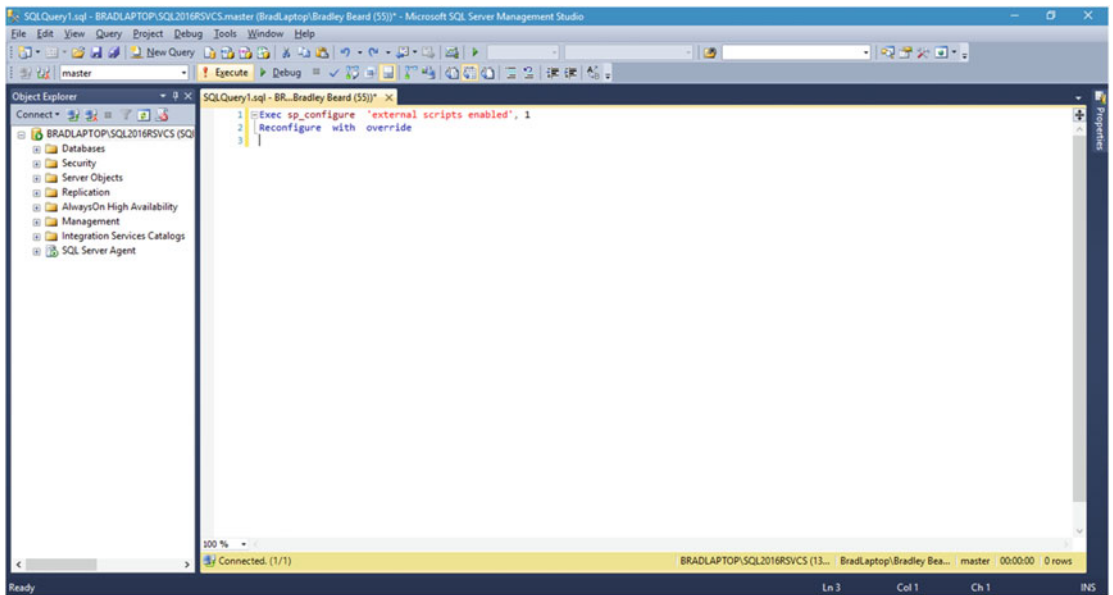 SQLQuery1.sql - BRADLAPTOP\SQL2016RSVCS.master (BradLaptop\Bradley Beard (55))* - Microsoft SQL Server Management Studio
File Edit View Query Project Debug Tools Window Help
New Query
master Execute Debug
Object Explorer
SQLQuery1.sql - BR...Bradley Beard (55))*
Properties
Connect
BRADLAPTOP\SQL2016RSVCS (SQL
Databases
Security
Server Objects
Replication
AlwaysOn High Availability
Management
Integration Services Catalogs
SQL Server Agent
1 Exec sp_configure 'external scripts enabled', 1
2 Reconfigure with override
3
100 %
Connected. (1/1) BRADLAPTOP\SQL2016RSVCS (13... BradLaptop\Bradley Bea... master 00:00:00 0 rows
Ready Ln 3 Col 1 Ch 1 INS